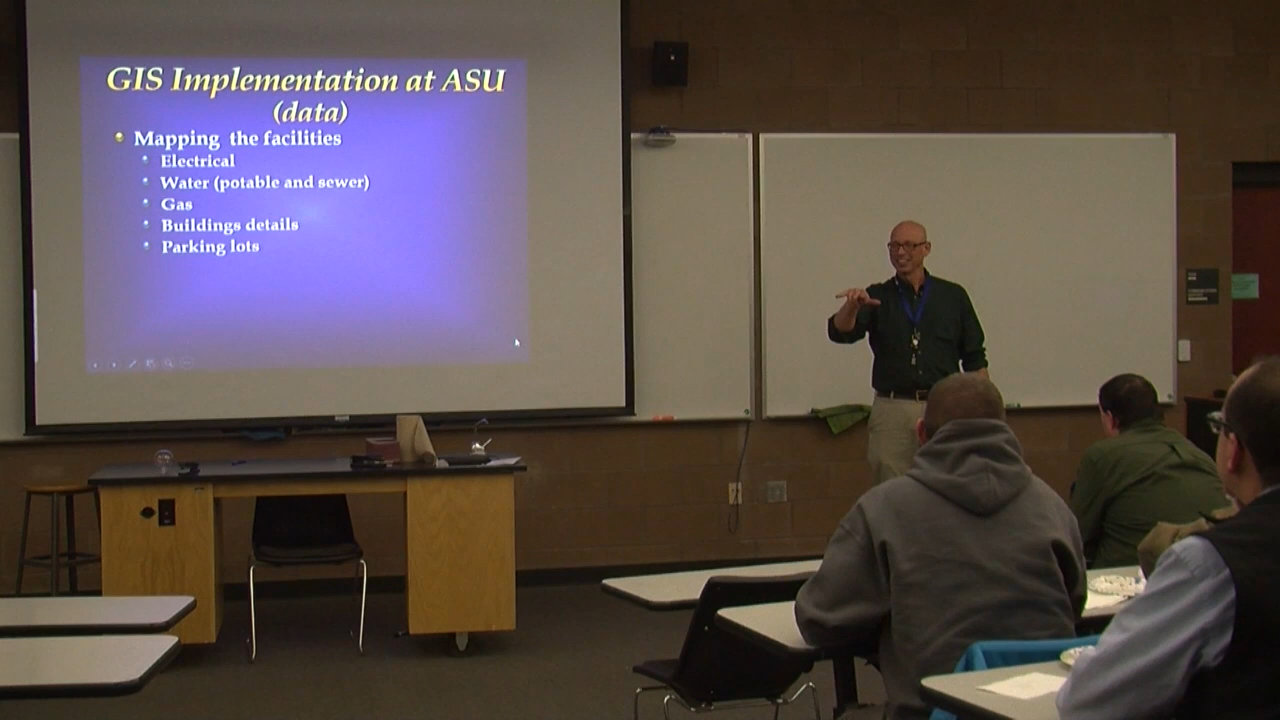 GIS Implementation at ASU
(data)
Mapping the facilities
Electrical
Water (potable and sewer)
Gas
Buildings details
Parking lots